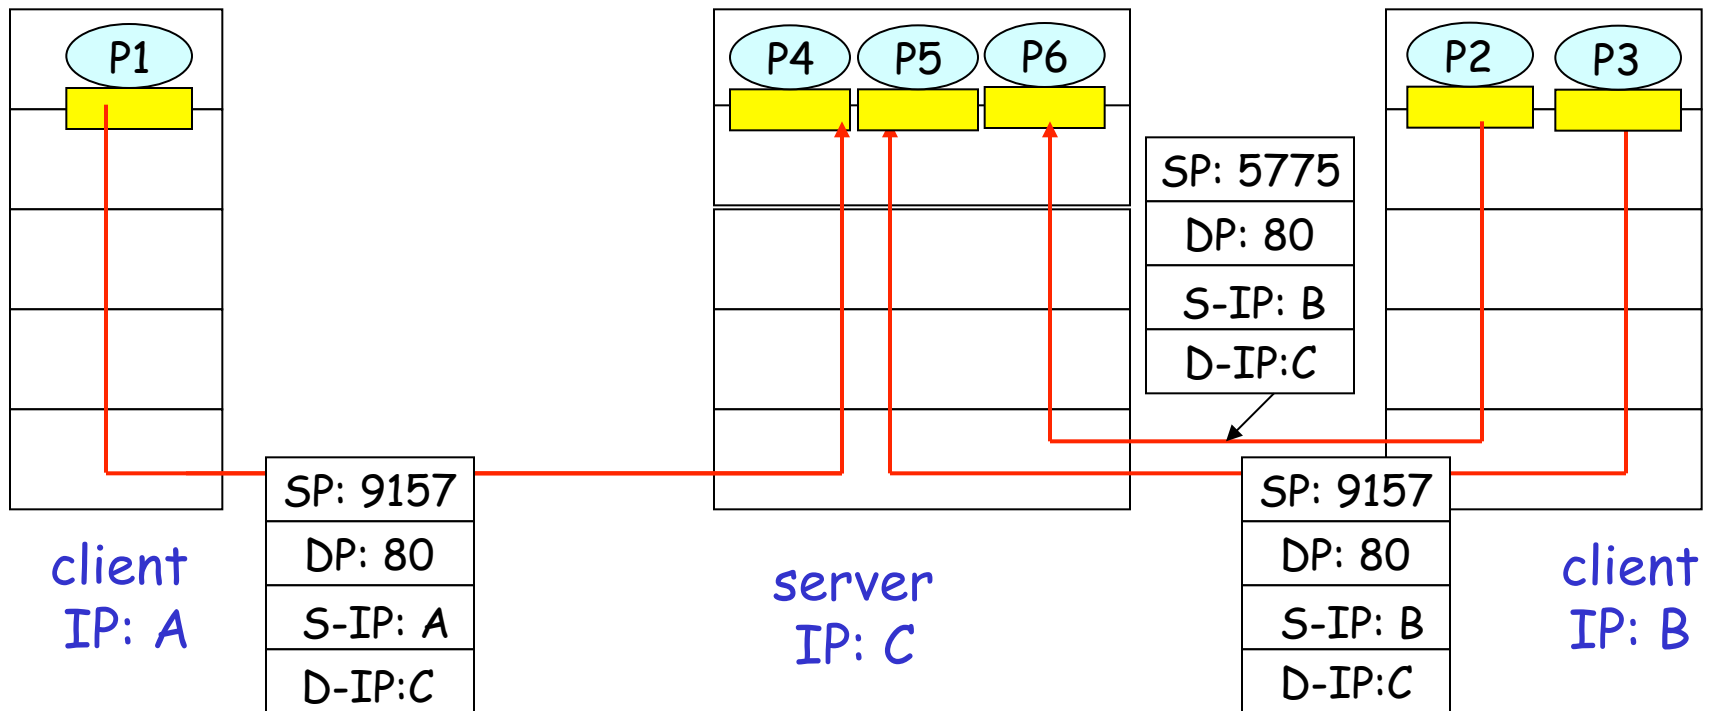 P1
P4
P5
P6
P2
P3
SP: 5775
DP: 80
S-IP: B
D-IP:C
SP: 9157
DP: 80
S-IP: A
D-IP:C
SP: 9157
DP: 80
S-IP: B
D-IP:C
client
IP: A
server
IP: C
client
IP: B